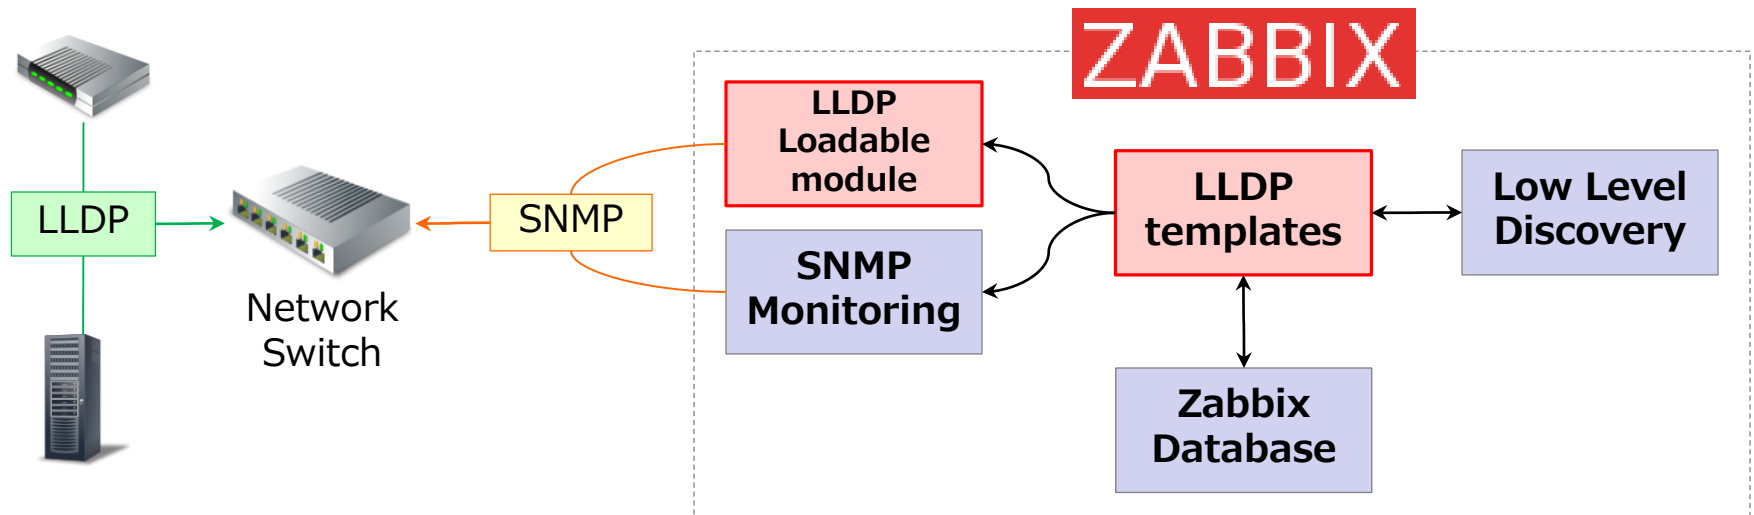 ZABBIX
LLDP
Loadable
module
LLDP
templates
Low Level
Discovery
LLDP
SNMP
SNMP
Monitoring
Network
Switch
Zabbix
Database